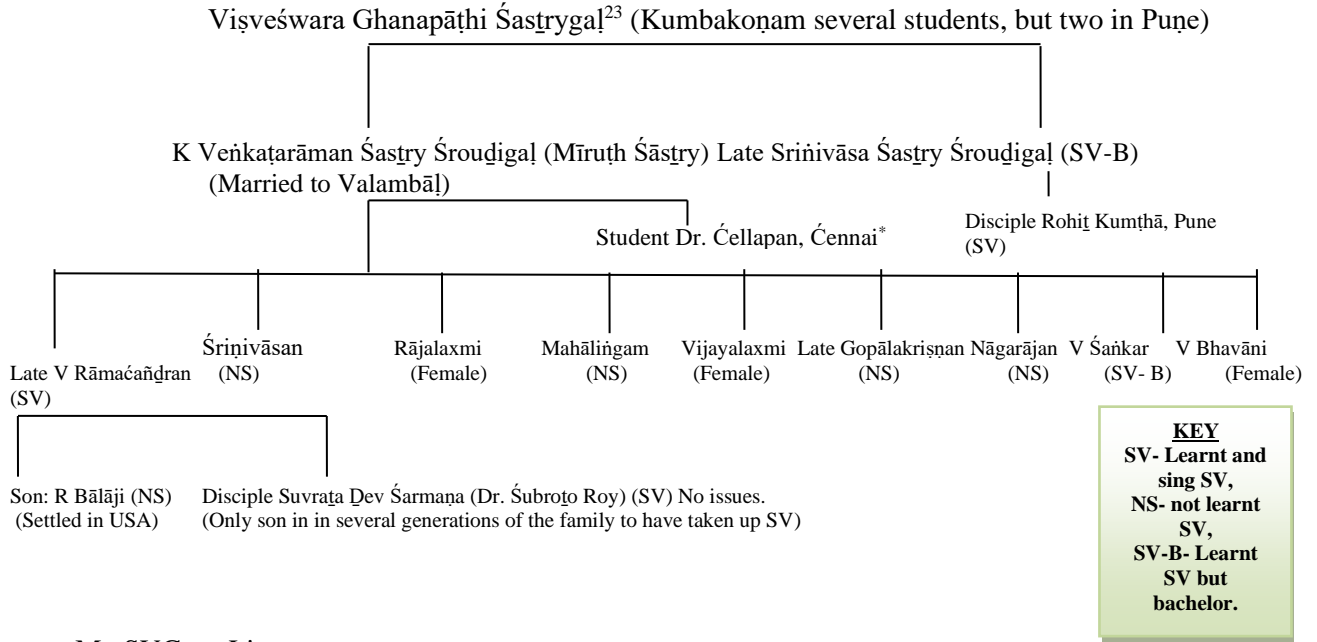 Viṣveśwara Ghanapāṭhi Śasṯrygaḷ23 (Kumbakoṇam several students, but two in Puṇe)
K Veṅkaṭarāman Śasṯry Śrouḏigaḷ (Mīruṭh Śāsṯry) Late Sriṅivāsa Śasṯry Śrouḏigaḷ (SV-B)
(Married to Valambāḷ)
Student Dr. Ćellapan, Ćennai*
Disciple Rohiṯ Kumṭhā, Pune
(SV)
Late V Rāmaćañḏran
(SV)
Śriṇivāsan
(NS)
Rājalaxmi
(Female)
Mahāliṅgam
(NS)
Vijayalaxmi
(Female)
Late Gopālakriṣṇan
(NS)
Nāgarājan
(NS)
V Śaṅkar
(SV- B)
V Bhavāni
(Female)
Son: R Bālāji (NS)
(Settled in USA)
Disciple Suvraṯa Ḏev Śarmaṇa (Dr. Śubroṯo Roy) (SV) No issues.
(Only son in in several generations of the family to have taken up SV)
KEY
SV- Learnt and
sing SV,
NS- not learnt
SV,
SV-B- Learnt
SV but
bachelor.